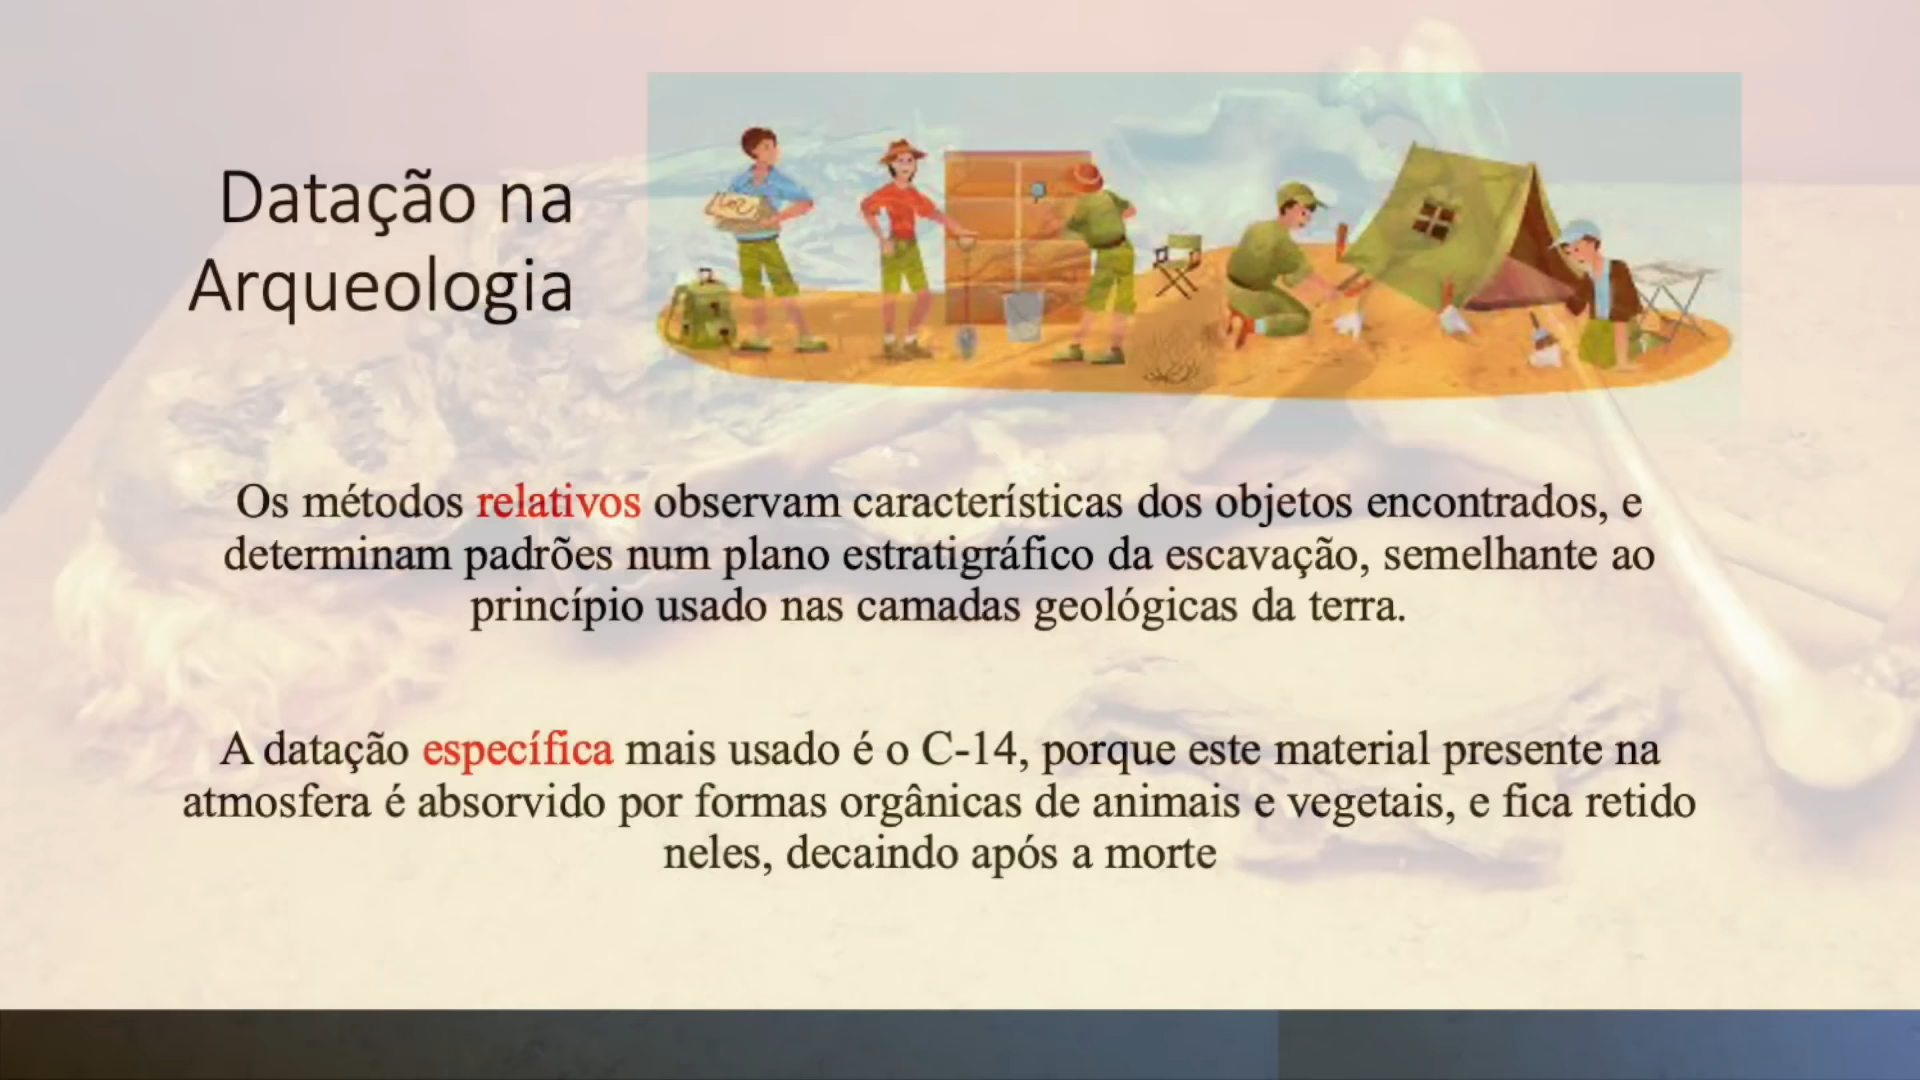 Datação na
Arqueologia
Os métodos relativos observam características dos objetos encontrados, e
determinam padrões num plano estratigráfico da escavação, semelhante ao
princípio usado nas camadas geológicas da terra.
A datação específica mais usado é o C-14, porque este material presente na
atmosfera é absorvido por formas orgânicas de animais e vegetais, e fica retido
neles, decaindo após a morte